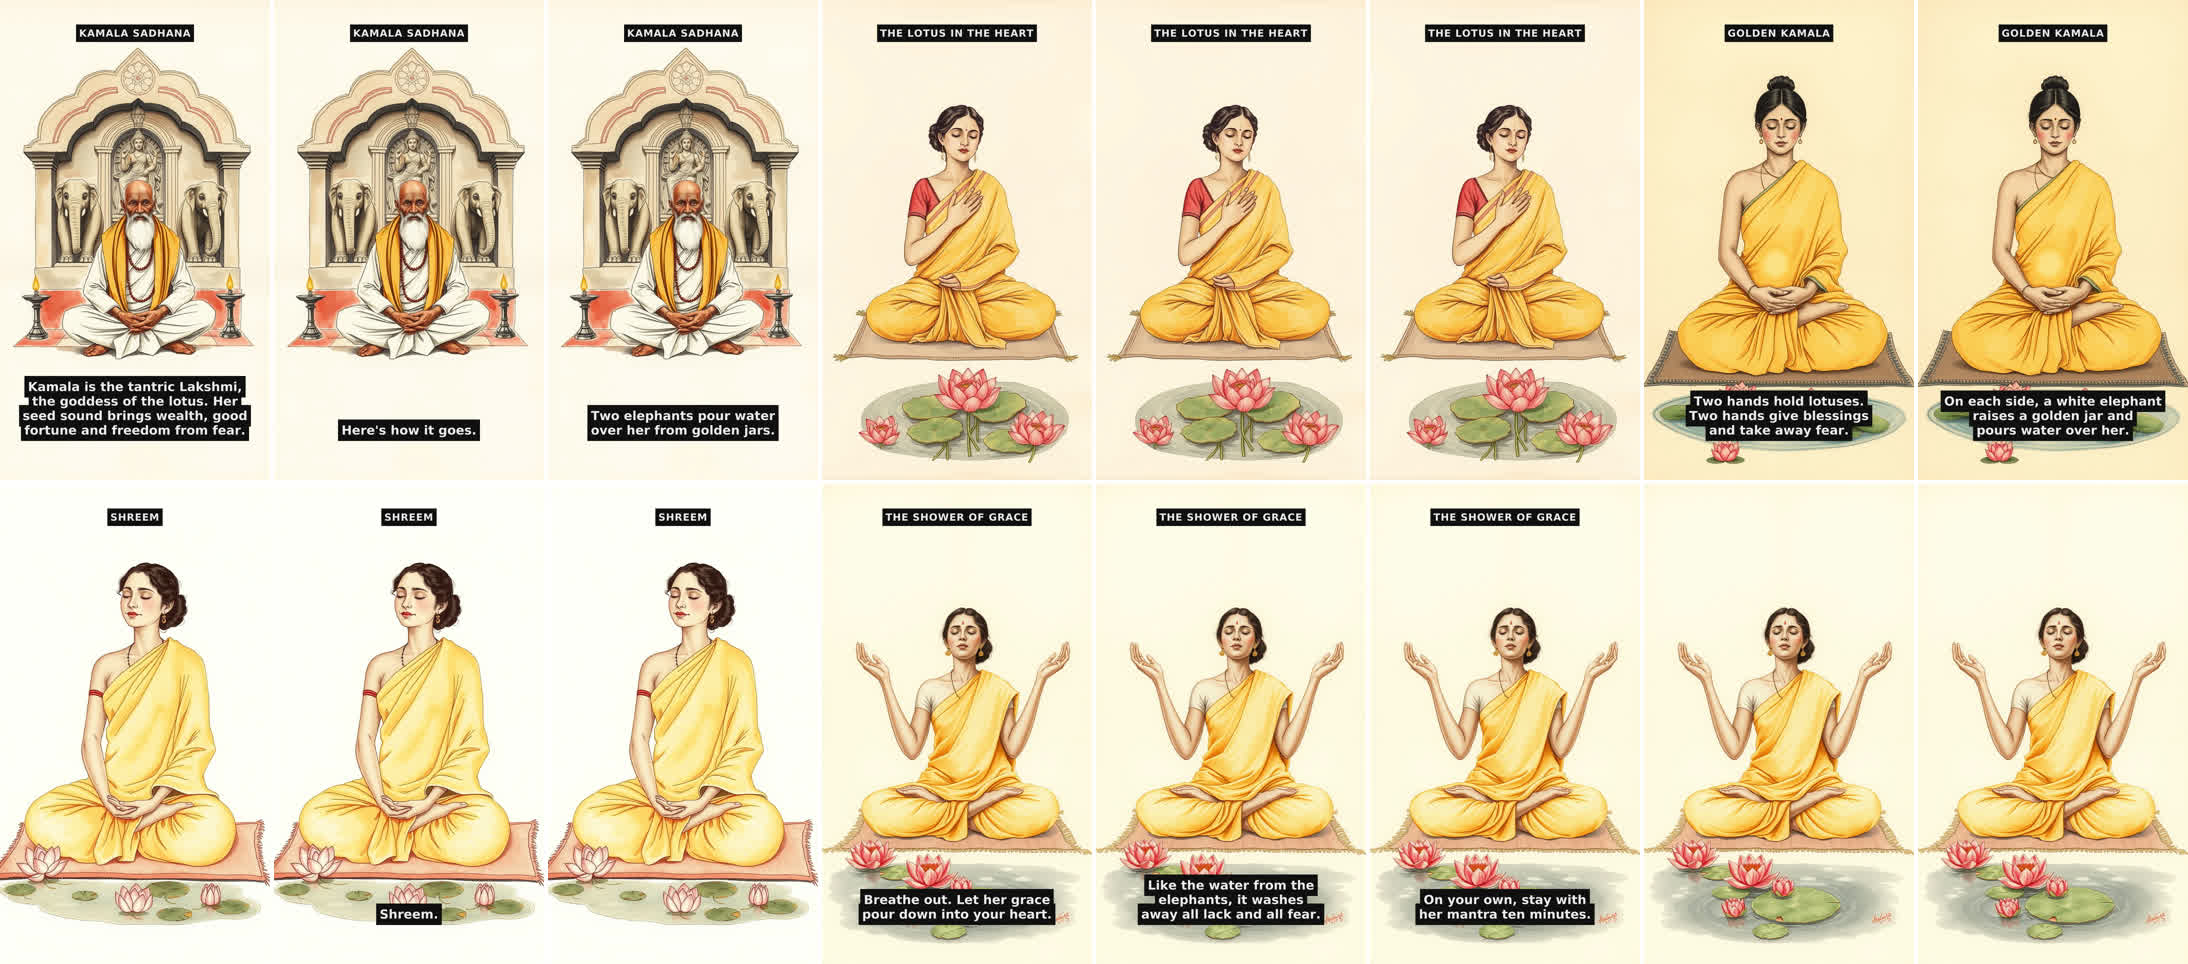 KAMALA SADHANA
Kamala is the tantric Lakshmi,
the goddess of the lotus. Her
seed sound brings wealth, good
fortune and freedom from fear.
KAMALA SADHANA
Here's how it goes.
KAMALA SADHANA
Two elephants pour water
over her from golden jars.
THE LOTUS IN THE HEART
THE LOTUS IN THE HEART
THE LOTUS IN THE HEART
GOLDEN KAMALA
Two hands hold lotuses.
Two hands give blessings
and take away fear.
GOLDEN KAMALA
On each side, a white elephant
raises a golden jar and
pours water over her.
SHREEM
SHREEM
Shreem.
SHREEM
THE SHOWER OF GRACE
Breathe out. Let her grace
pour down into your heart.
THE SHOWER OF GRACE
Like the water from the
elephants, it washes
away all lack and all fear.
THE SHOWER OF GRACE
On your own, stay with
her mantra ten minutes.